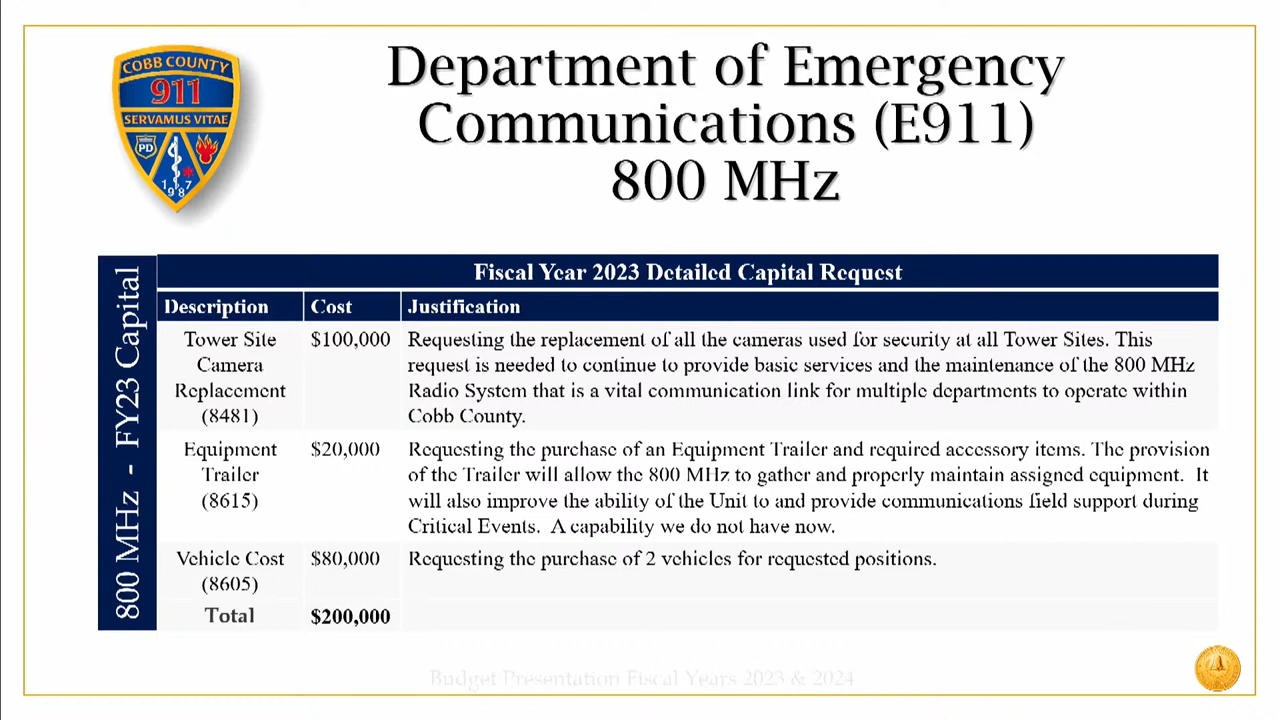 COBB COUNTY
911
SERVAMUS VITAE
PD
1987
Department of Emergency
Communications (E911)
800 MHz
800 MHz - FY23 Capital
Fiscal Year 2023 Detailed Capital Request
Description Cost Justification
Tower Site $100,000 Requesting the replacement of all the cameras used for security at all Tower Sites. This
Camera request is needed to continue to provide basic services and the maintenance of the 800 MHz
Replacement Radio System that is a vital communication link for multiple departments to operate within
(8481) Cobb County.
Equipment $20,000 Requesting the purchase of an Equipment Trailer and required accessory items. The provision
Trailer of the Trailer will allow the 800 MHz to gather and properly maintain assigned equipment. It
(8615) will also improve the ability of the Unit to and provide communications field support during
Critical Events. A capability we do not have now.
Vehicle Cost $80,000 Requesting the purchase of 2 vehicles for requested positions.
(8605)
Total $200,000
Budget Presentation Fiscal Years 2023 & 2024